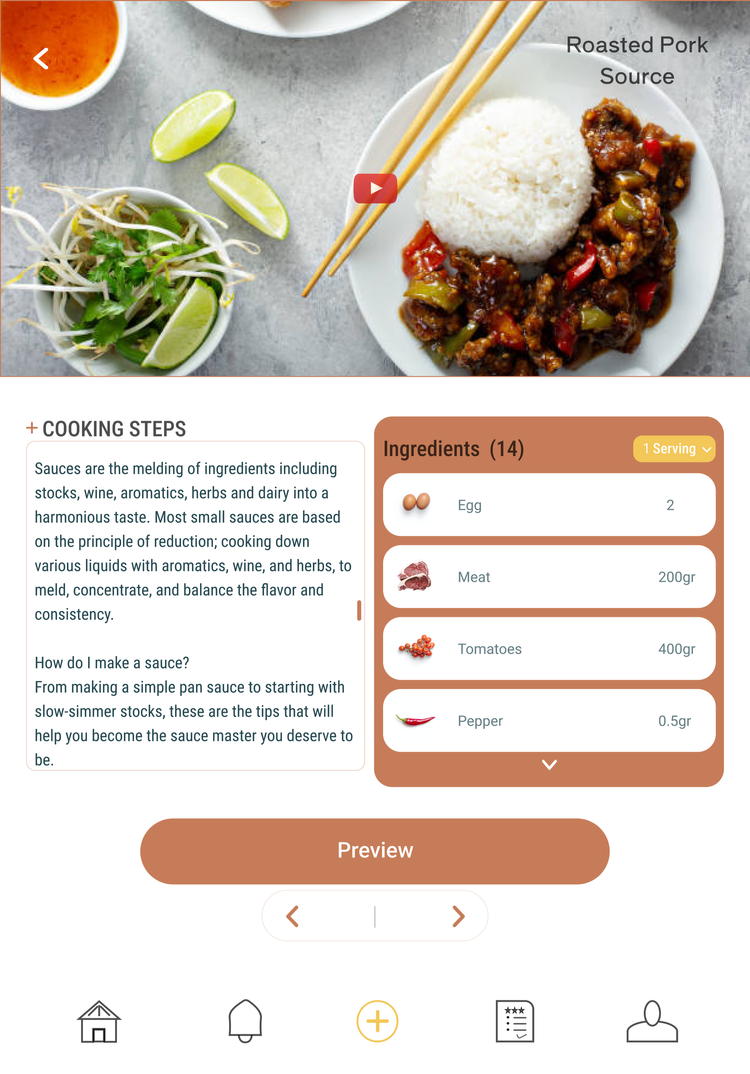 Roasted Pork
Source
+ COOKING STEPS
Sauces are the melding of ingredients including
stocks, wine, aromatics, herbs and dairy into a
harmonious taste. Most small sauces are based
on the principle of reduction; cooking down
various liquids with aromatics, wine, and herbs, to
meld, concentrate, and balance the flavor and
consistency.
How do I make a sauce?
From making a simple pan sauce to starting with
slow-simmer stocks, these are the tips that will
help you become the sauce master you deserve to
be.
Ingredients (14)
1 Serving
Egg 2
Meat 200gr
Tomatoes 400gr
Pepper 0.5gr
Preview